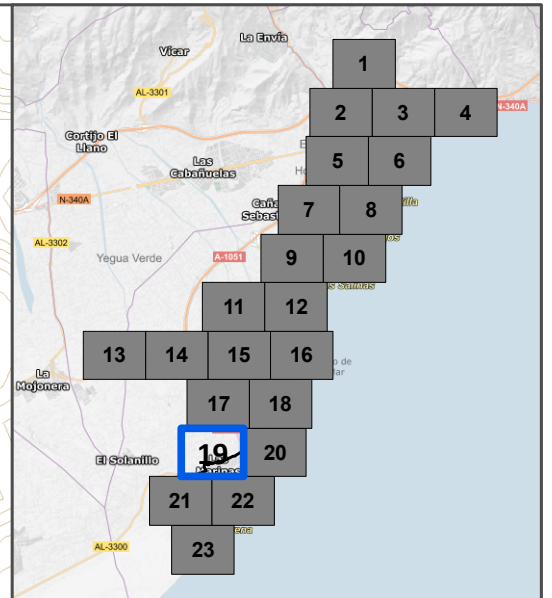 La Envía
Vícar
1
AL-3301
N-340A
2 3 4
Cortijo El
Llano
Las
Cabañuelas
5 6
N-340A
7 8
AL-3302
Yegua Verde
A-1051
9 10
11 12
13 14 15 16
La
Mojonera
17 18
El Solanillo
19 20
21 22
AL-3300
23